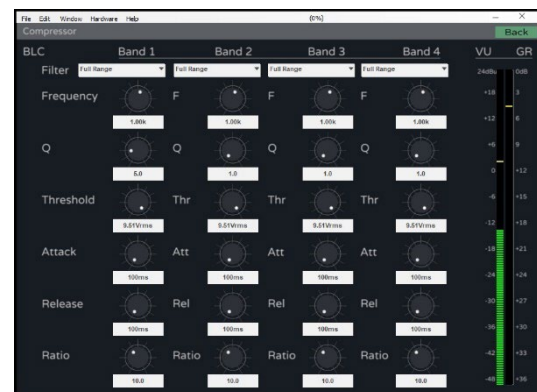 File Edit Window Hardware Help (0%)
Compressor Back
BLC Band 1 Band 2 Band 3 Band 4 VU GR
Filter Full Range Full Range Full Range Full Range 24dBu 0dB
Frequency F F F +18 3
1.00k 1.00k 1.00k 1.00k +12 6
Q Q Q Q +6 9
5.0 1.0 1.0 1.0 0 +12
Threshold Thr Thr Thr -6 +15
9.51Vrms 9.51Vrms 9.51Vrms 9.51Vrms -12 +18
Attack Att Att Att -18 +21
100ms 100ms 100ms 100ms -24 +24
Release Rel Rel Rel -30 +27
100ms 100ms 100ms 100ms -36 +30
Ratio Ratio Ratio Ratio -42 +33
10.0 10.0 10.0 10.0 -48 +36